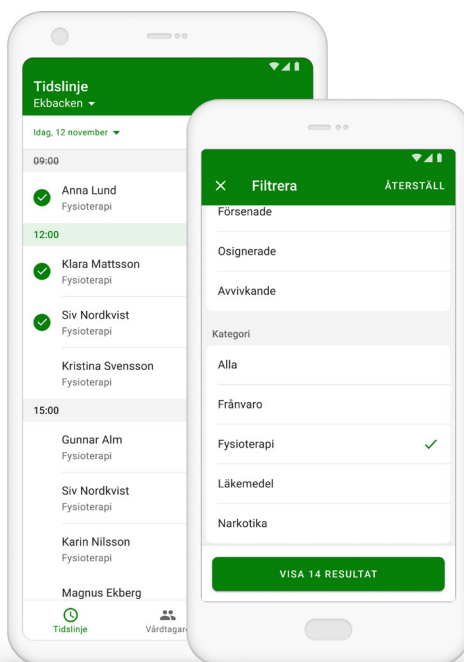 Tidslinje
Ekbacken
Idag, 12 november
09:00
Anna Lund
Fysioterapi
12:00
Klara Mattsson
Fysioterapi
Siv Nordkvist
Fysioterapi
Kristina Svensson
Fysioterapi
15:00
Gunnar Alm
Fysioterapi
Siv Nordkvist
Fysioterapi
Karin Nilsson
Fysioterapi
Magnus Ekberg
Tidslinje
Vårdtagar
Filtrera
ÅTERSTÄLL
Försenade
Osignerade
Avvivkande
Kategori
Alla
Frånvaro
Fysioterapi
Läkemedel
Narkotika
VISA 14 RESULTAT